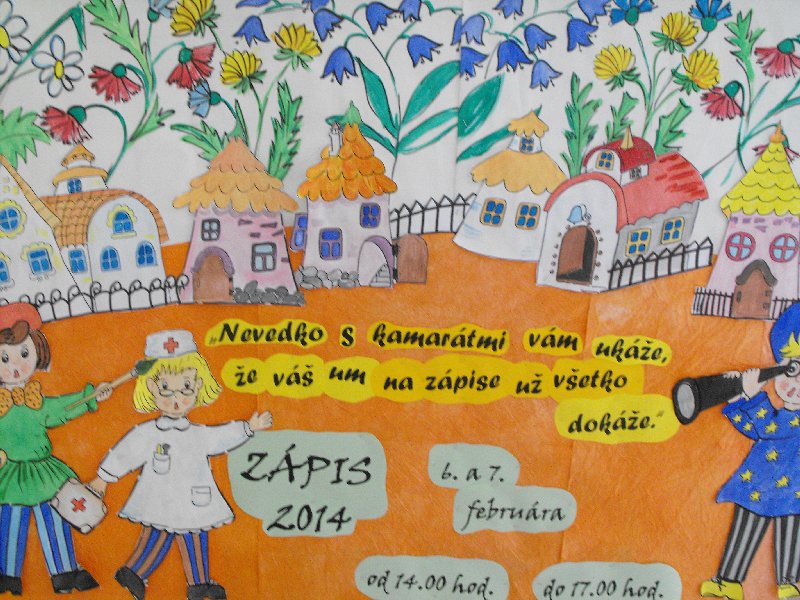 „Nevedko s kamarátmi vám ukáže,
že váš um na zápise už všetko
dokáže."
ZÁPIS
2014
6. a 7.
februára
od 14.00 hod. do 17.00 hod.